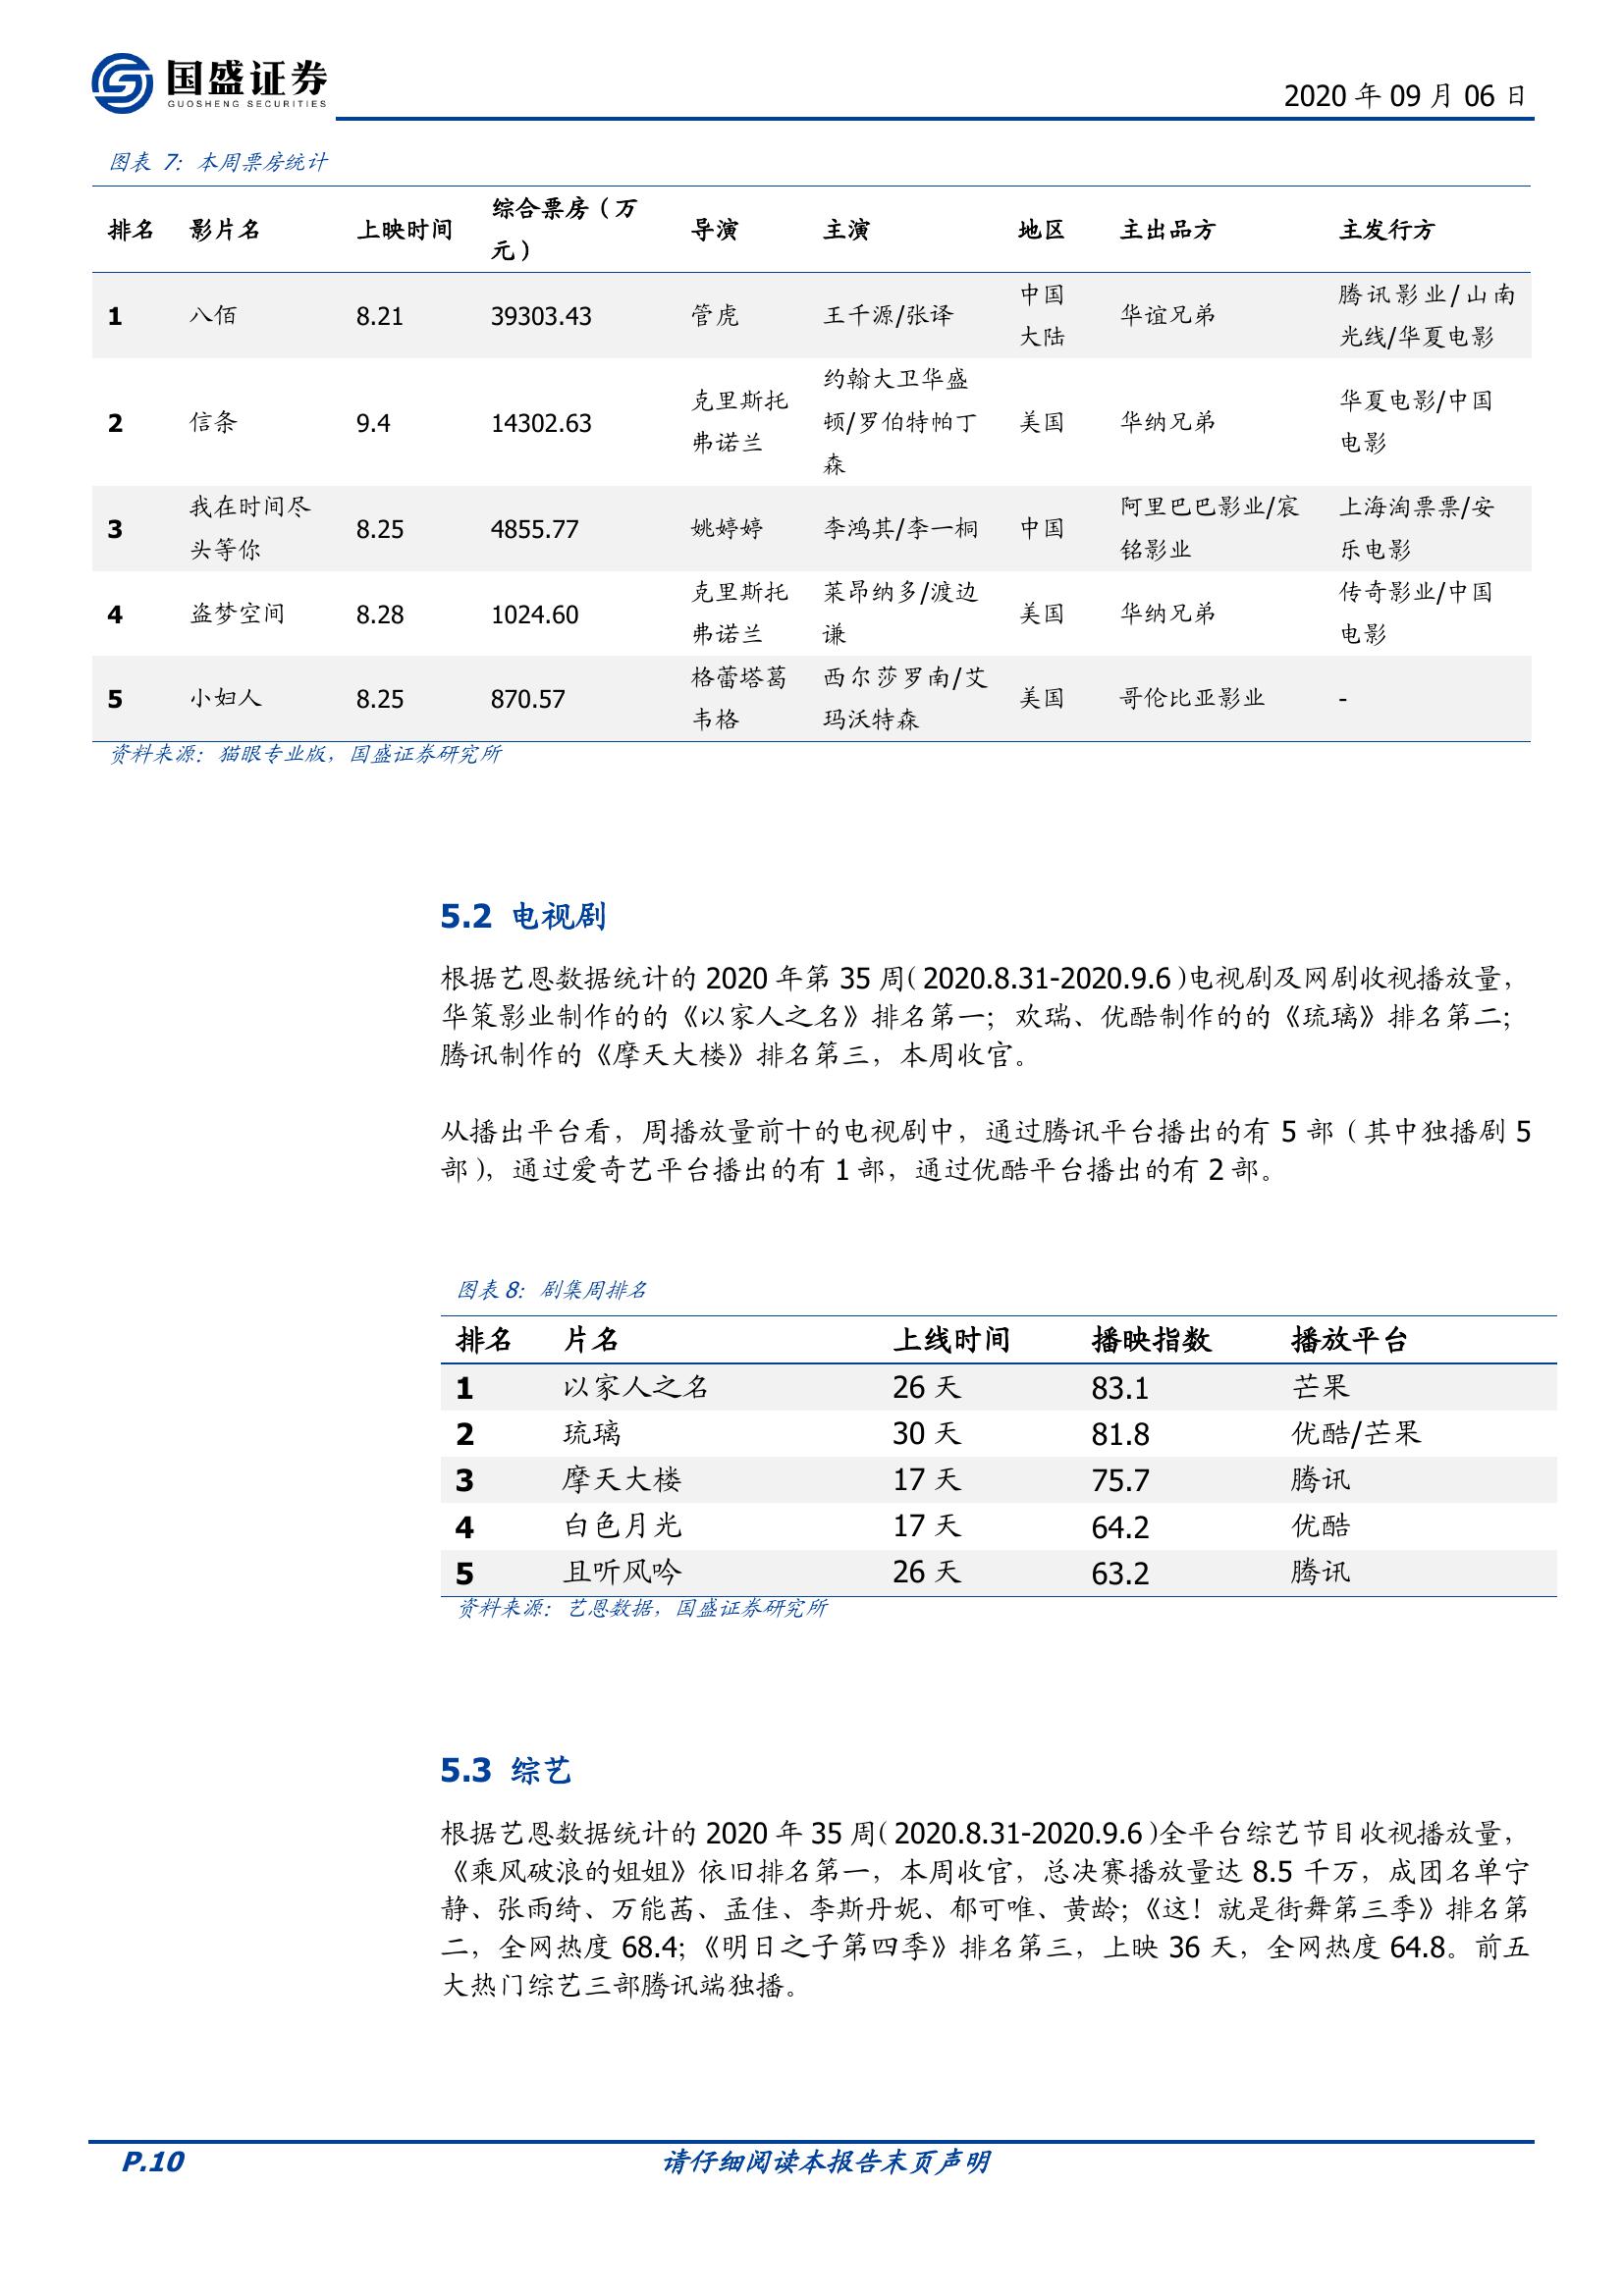 国盛证券
GUOSHENG SECURITIES
2020 年 09 月 06 日
图表 7：本周票房统计
排名 影片名 上映时间 综合票房（万元） 导演 主演 地区 主出品方 主发行方
1 八佰 8.21 39303.43 管虎 王千源/张译 中国大陆 华谊兄弟 腾讯影业/山南光线/华夏电影
2 信条 9.4 14302.63 克里斯托弗诺兰 约翰大卫华盛顿/罗伯特帕丁森 美国 华纳兄弟 华夏电影/中国电影
3 我在时间尽头等你 8.25 4855.77 姚婷婷 李鸿其/李一桐 中国 阿里巴巴影业/宸铭影业 上海淘票票/安乐电影
4 盗梦空间 8.28 1024.60 克里斯托弗诺兰 莱昂纳多/渡边谦 美国 华纳兄弟 传奇影业/中国电影
5 小妇人 8.25 870.57 格蕾塔葛韦格 西尔莎罗南/艾玛沃特森 美国 哥伦比亚影业 -
资料来源：猫眼专业版，国盛证券研究所
5.2 电视剧
根据艺恩数据统计的 2020 年第 35 周（2020.8.31-2020.9.6）电视剧及网剧收视播放量，
华策影业制作的的《以家人之名》排名第一；欢瑞、优酷制作的的《琉璃》排名第二；
腾讯制作的《摩天大楼》排名第三，本周收官。
从播出平台看，周播放量前十的电视剧中，通过腾讯平台播出的有 5 部（其中独播剧 5
部），通过爱奇艺平台播出的有 1 部，通过优酷平台播出的有 2 部。
图表 8：剧集周排名
排名 片名 上线时间 播映指数 播放平台
1 以家人之名 26 天 83.1 芒果
2 琉璃 30 天 81.8 优酷/芒果
3 摩天大楼 17 天 75.7 腾讯
4 白色月光 17 天 64.2 优酷
5 且听风吟 26 天 63.2 腾讯
资料来源：艺恩数据，国盛证券研究所
5.3 综艺
根据艺恩数据统计的 2020 年 35 周（2020.8.31-2020.9.6）全平台综艺节目收视播放量，
《乘风破浪的姐姐》依旧排名第一，本周收官，总决赛播放量达 8.5 千万，成团名单宁
静、张雨绮、万能茜、孟佳、李斯丹妮、郁可唯、黄龄；《这！就是街舞第三季》排名第
二，全网热度 68.4；《明日之子第四季》排名第三，上映 36 天，全网热度 64.8。前五
大热门综艺三部腾讯端独播。
P.10
请仔细阅读本报告末页声明